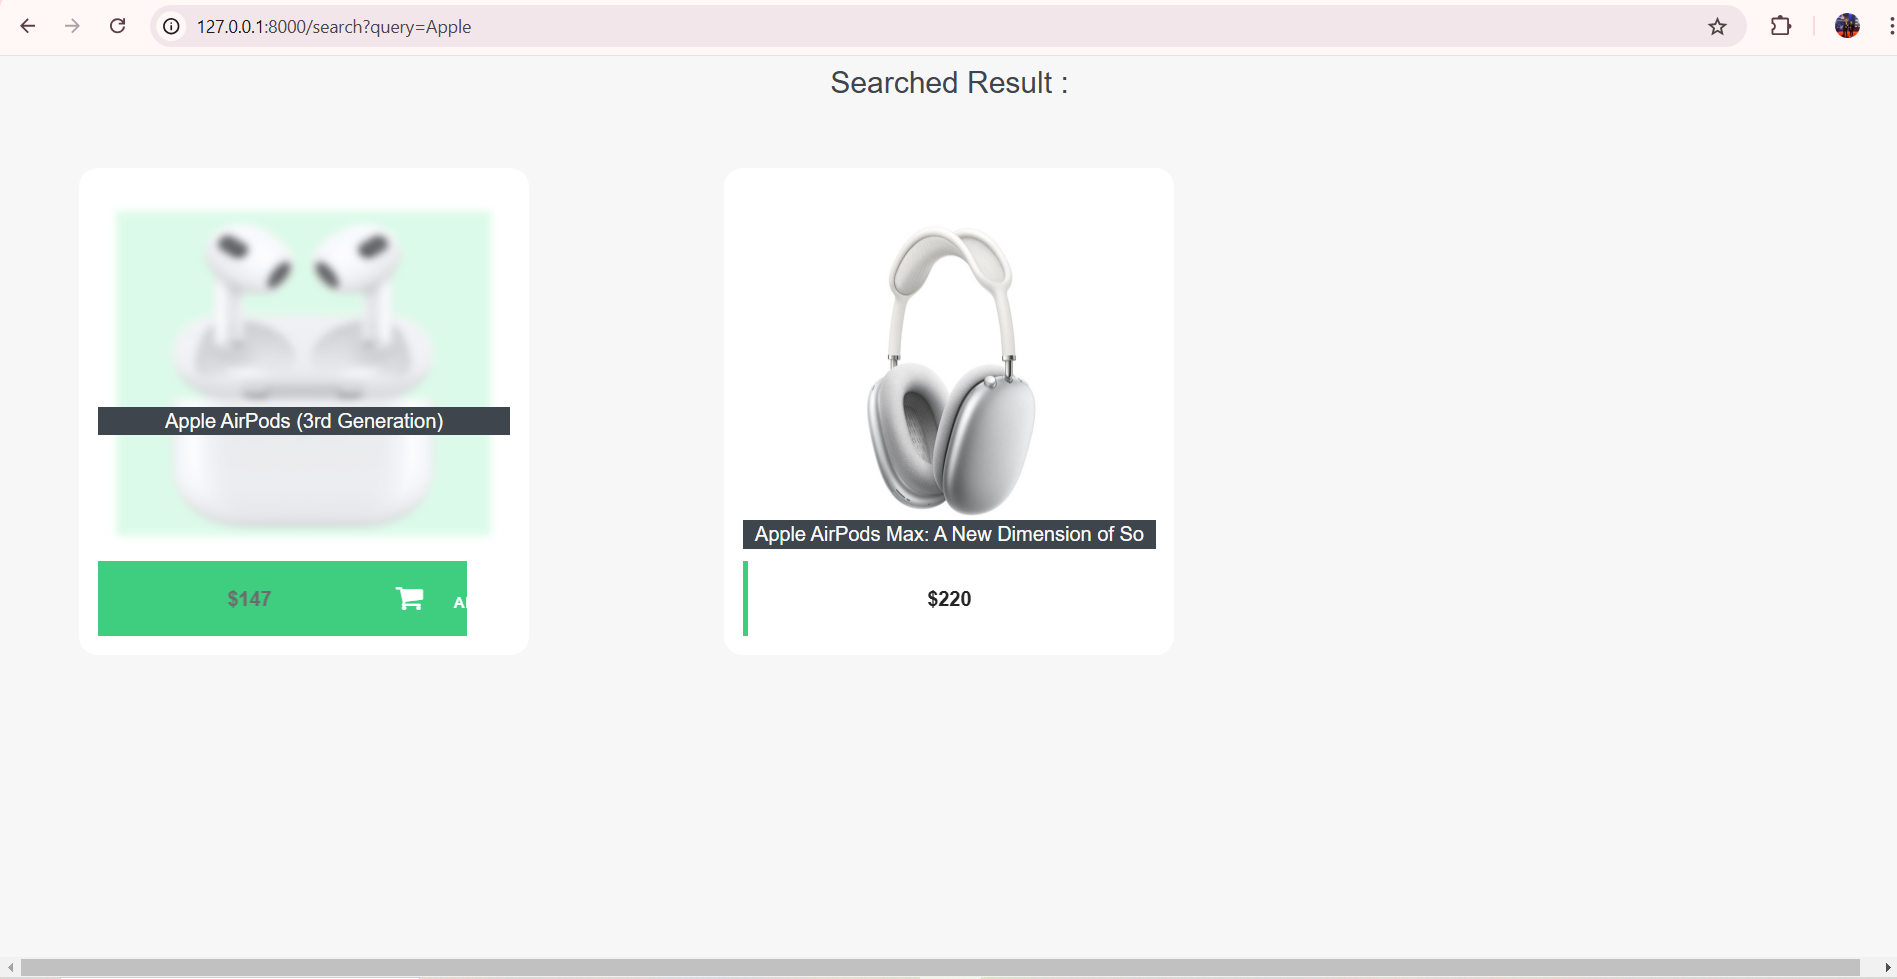 127.0.0.1:8000/search?query=Apple
Searched Result :
Apple AirPods (3rd Generation)
Apple AirPods Max: A New Dimension of So
$147
$220